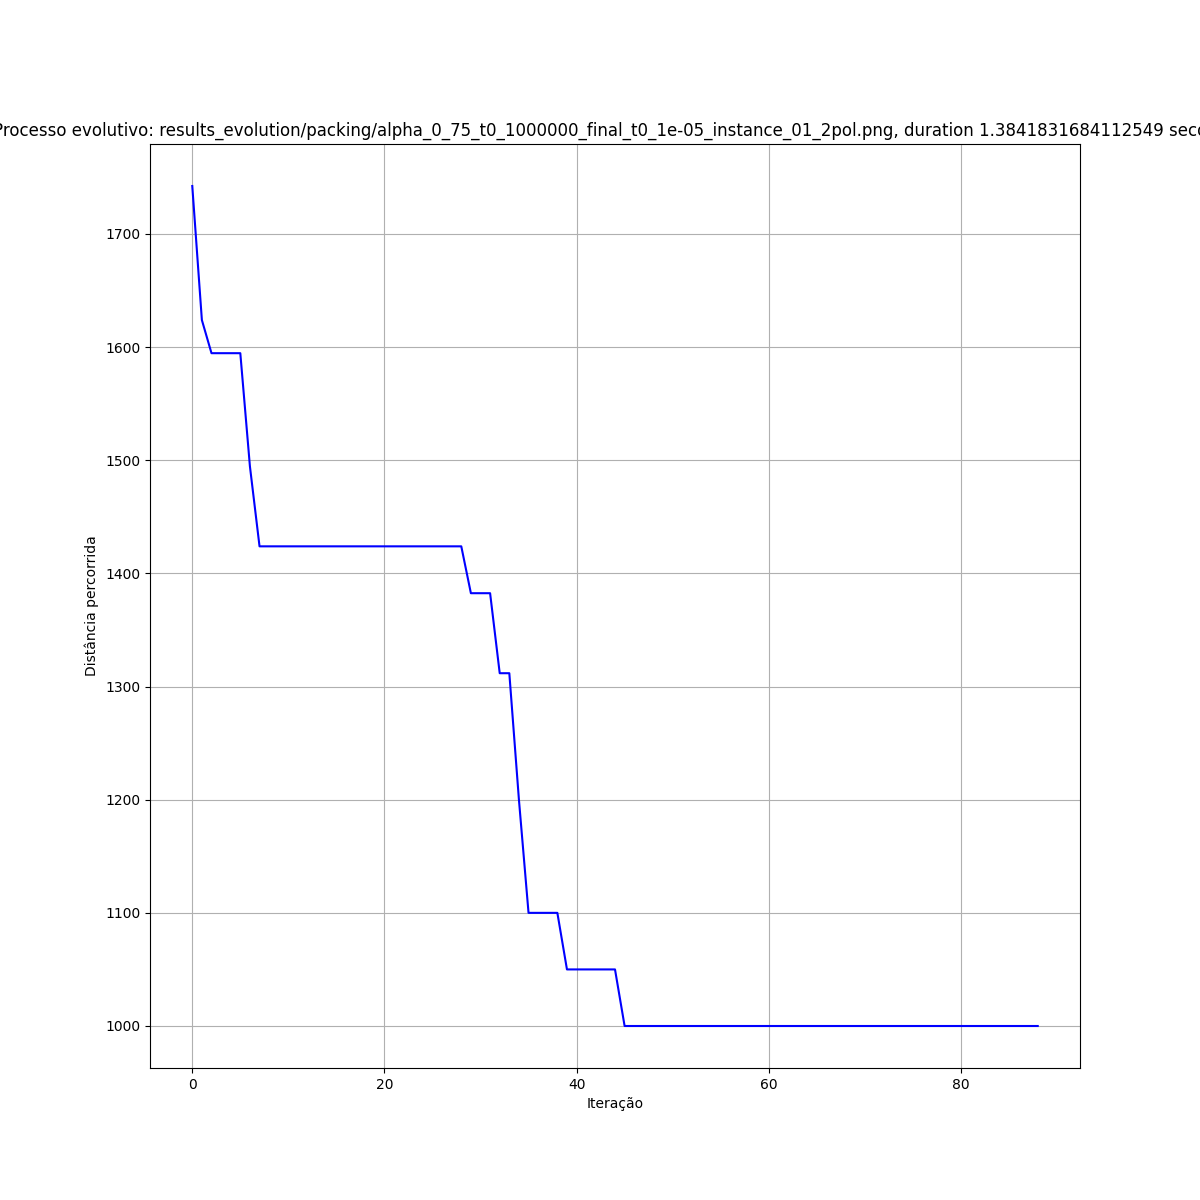 Processo evolutivo: results_evolution/packing/alpha_0_75_t0_1000000_final_t0_1e-05_instance_01_2pol.png, duration 1.3841831684112549
1700
1600
1500
1400
1300
1200
1100
1000
Distância percorrida
0 20 40 60 80
Iteração